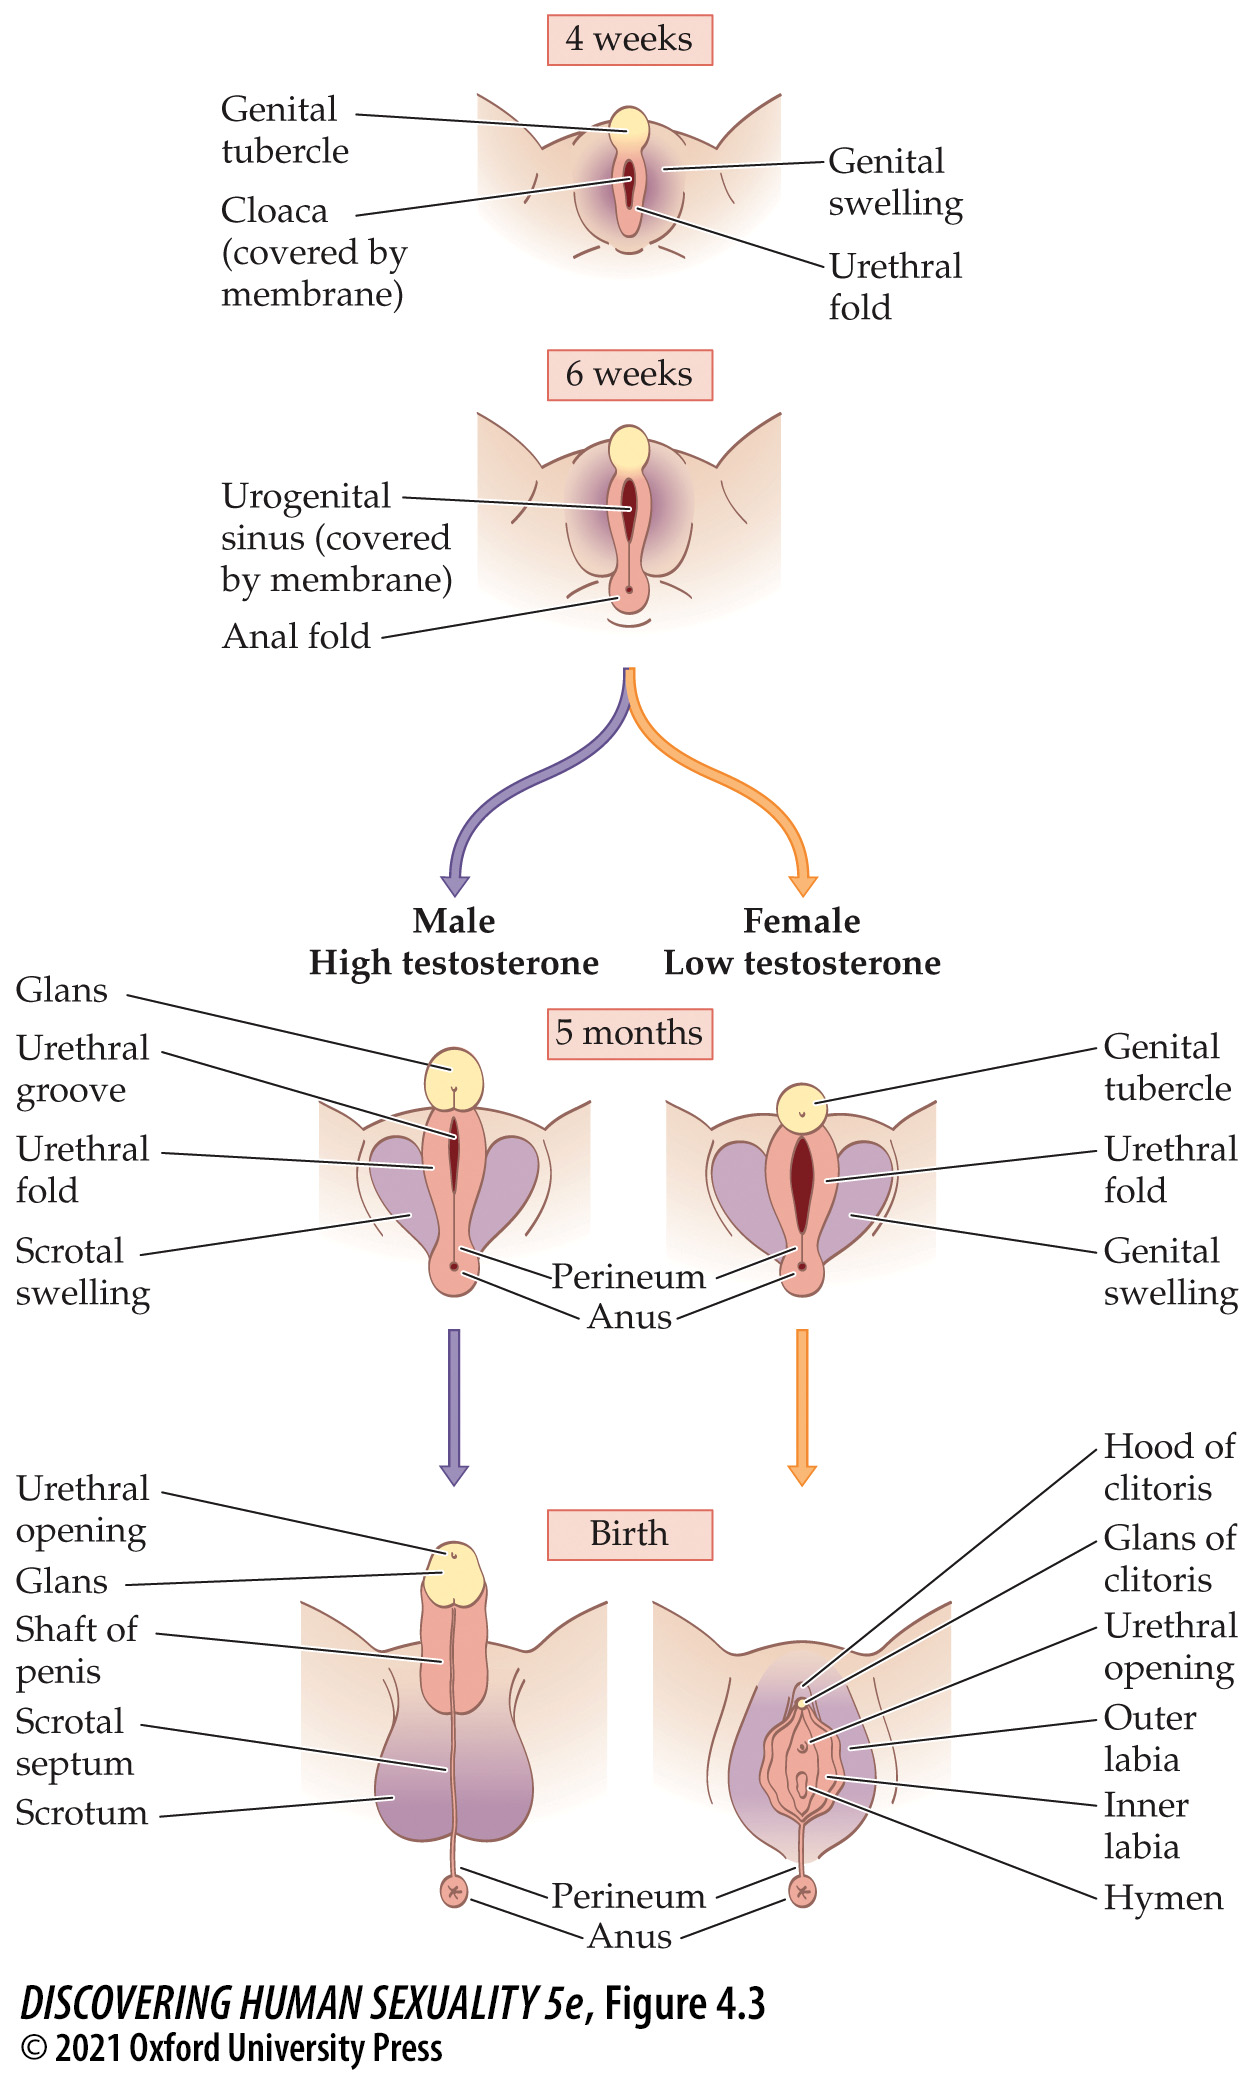 4 weeks
Genital
tubercle
Cloaca
(covered by
membrane)
Genital
swelling
Urethral
fold
6 weeks
Urogenital
sinus (covered
by membrane)
Anal fold
Male
High testosterone
Female
Low testosterone
5 months
Glans
Urethral
groove
Urethral
fold
Scrotal
swelling
Perineum
Anus
Genital
tubercle
Urethral
fold
Genital
swelling
Birth
Urethral
opening
Glans
Shaft of
penis
Scrotal
septum
Scrotum
Perineum
Anus
Hood of
clitoris
Glans of
clitoris
Urethral
opening
Outer
labia
Inner
labia
Hymen
DISCOVERING HUMAN SEXUALITY 5e, Figure 4.3
© 2021 Oxford University Press